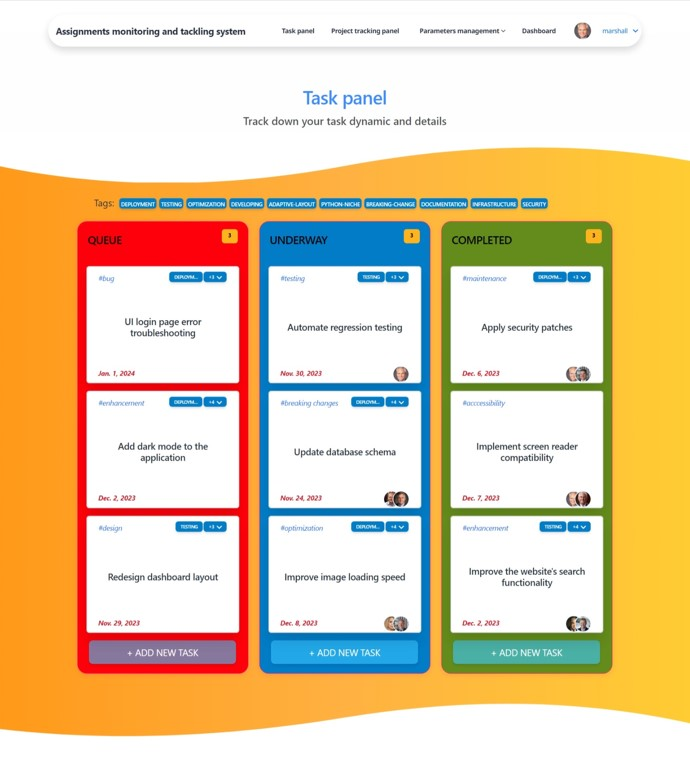 Assignments monitoring and tackling system
Task panel
Project tracking panel
Parameters management
Dashboard
marshall
Task panel
Track down your task dynamic and details
Tags: DEPLOYMENT TESTING OPTIMIZATION DEVELOPING ADAPTIVE-LAYOUT PYTHON-NICHE BREAKING-CHANGE DOCUMENTATION INFRASTRUCTURE SECURITY
QUEUE 3
#bug DEPLOYM... +3
UI login page error
troubleshooting
Jan. 1, 2024
#enhancement DEPLOYM... +4
Add dark mode to the
application
Dec. 2, 2023
#design TESTING +3
Redesign dashboard layout
Nov. 29, 2023
+ ADD NEW TASK
UNDERWAY 3
#testing TESTING +3
Automate regression testing
Nov. 30, 2023
#breaking changes DEPLOYM... +4
Update database schema
Nov. 24, 2023
#optimization DEPLOYM... +4
Improve image loading speed
Dec. 8, 2023
+ ADD NEW TASK
COMPLETED 3
#maintenance DEPLOYM... +3
Apply security patches
Dec. 6, 2023
#acccessibility
Implement screen reader
compatibility
Dec. 7, 2023
#enhancement TESTING +4
Improve the website's search
functionality
Dec. 2, 2023
+ ADD NEW TASK